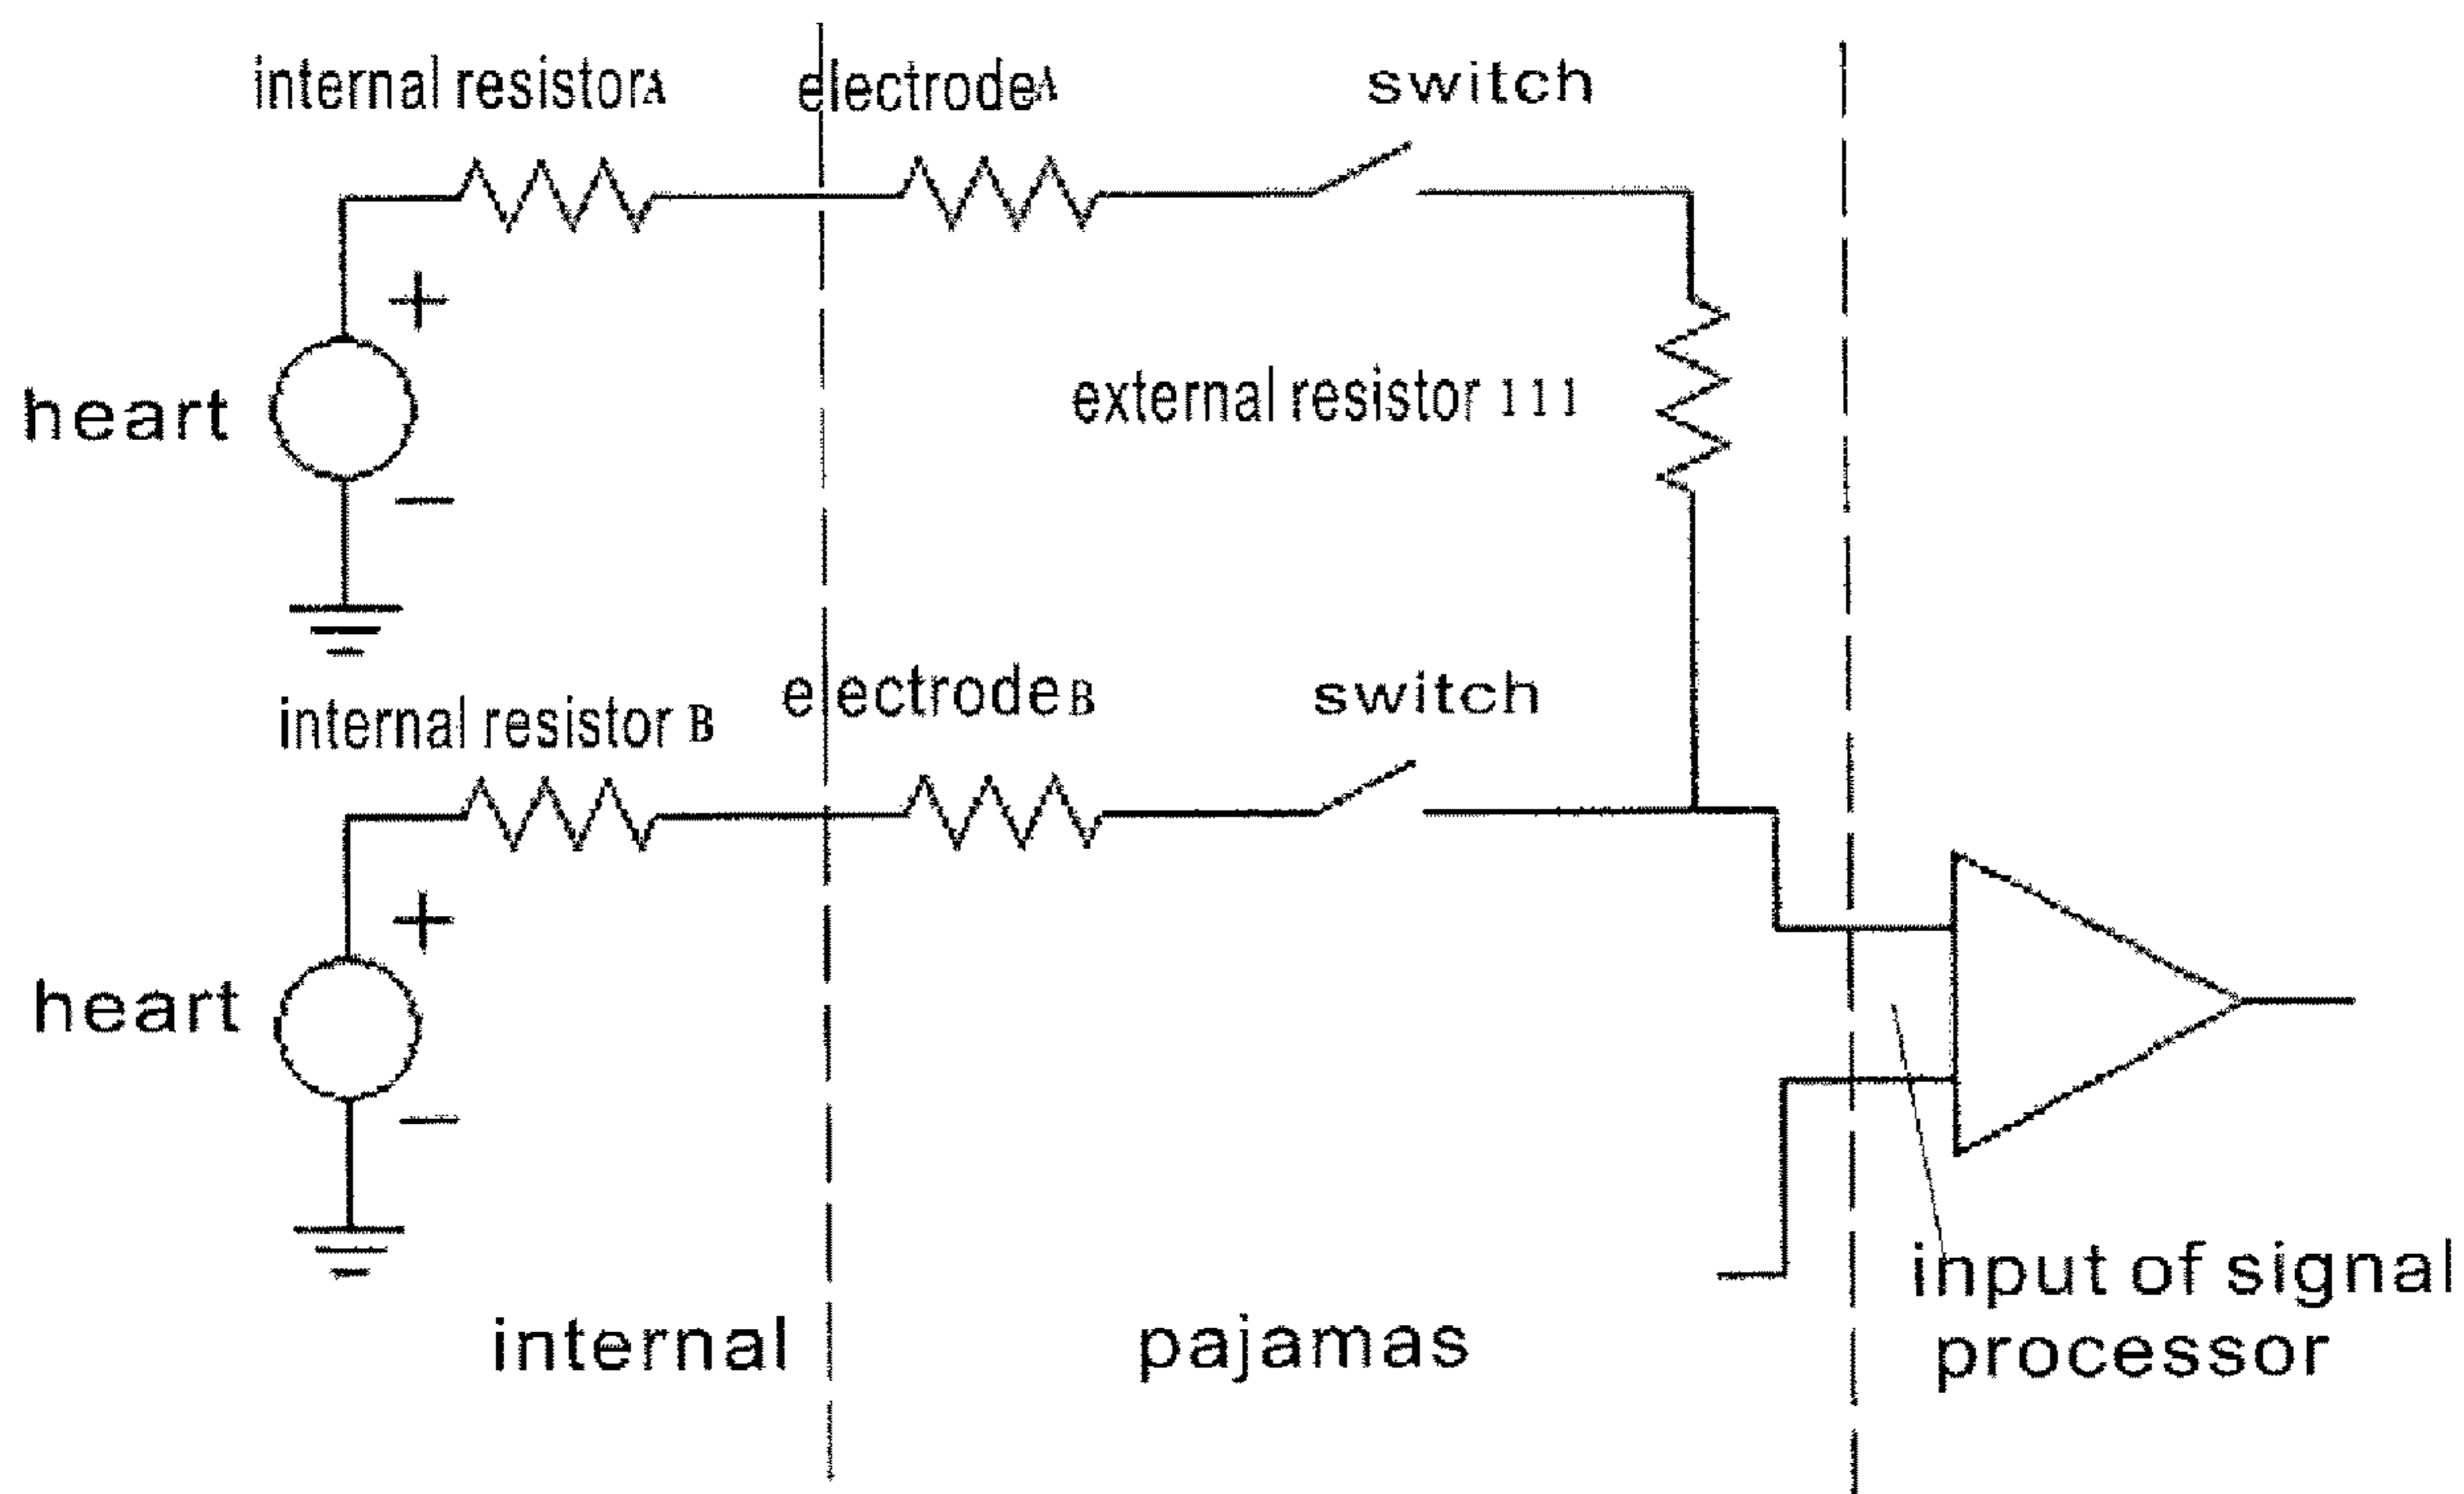 internal resistorA
electrodeA
switch
+
heart
external resistor 111
−
internal resistor B
electrodeB
switch
+
heart
−
input of signal
processor
internal
pajamas